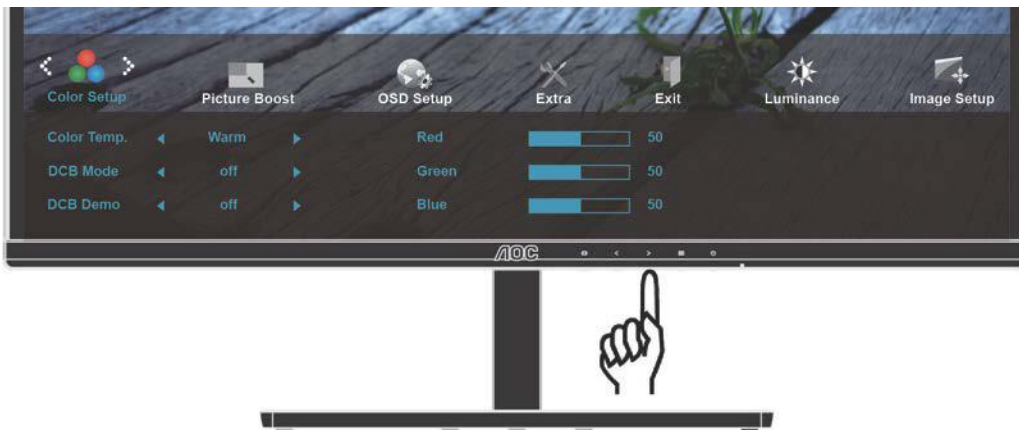 Color Setup Picture Boost OSD Setup Extra Exit Luminance Image Setup
Color Temp. Warm Red 50
DCB Mode off Green 50
DCB Demo off Blue 50
AOC